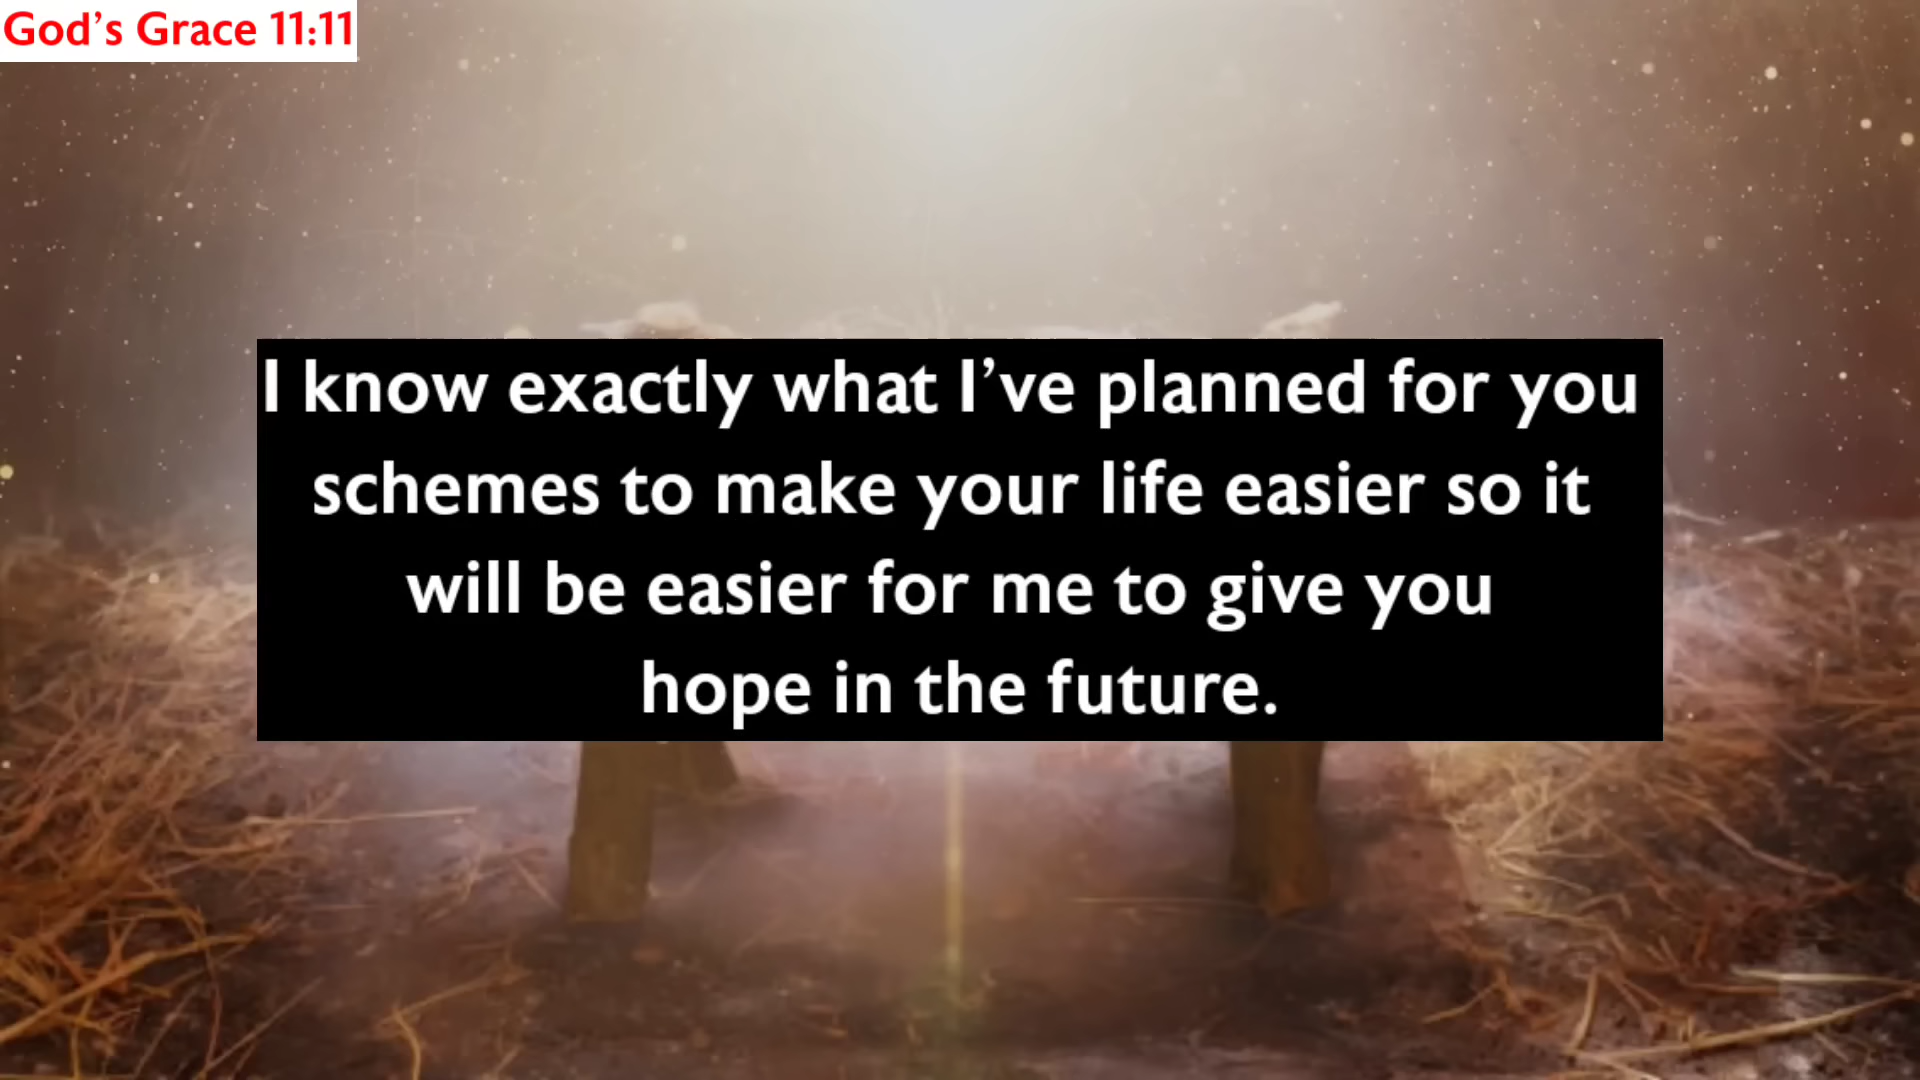 God’s Grace 11:11
I know exactly what I’ve planned for you
schemes to make your life easier so it
will be easier for me to give you
hope in the future.